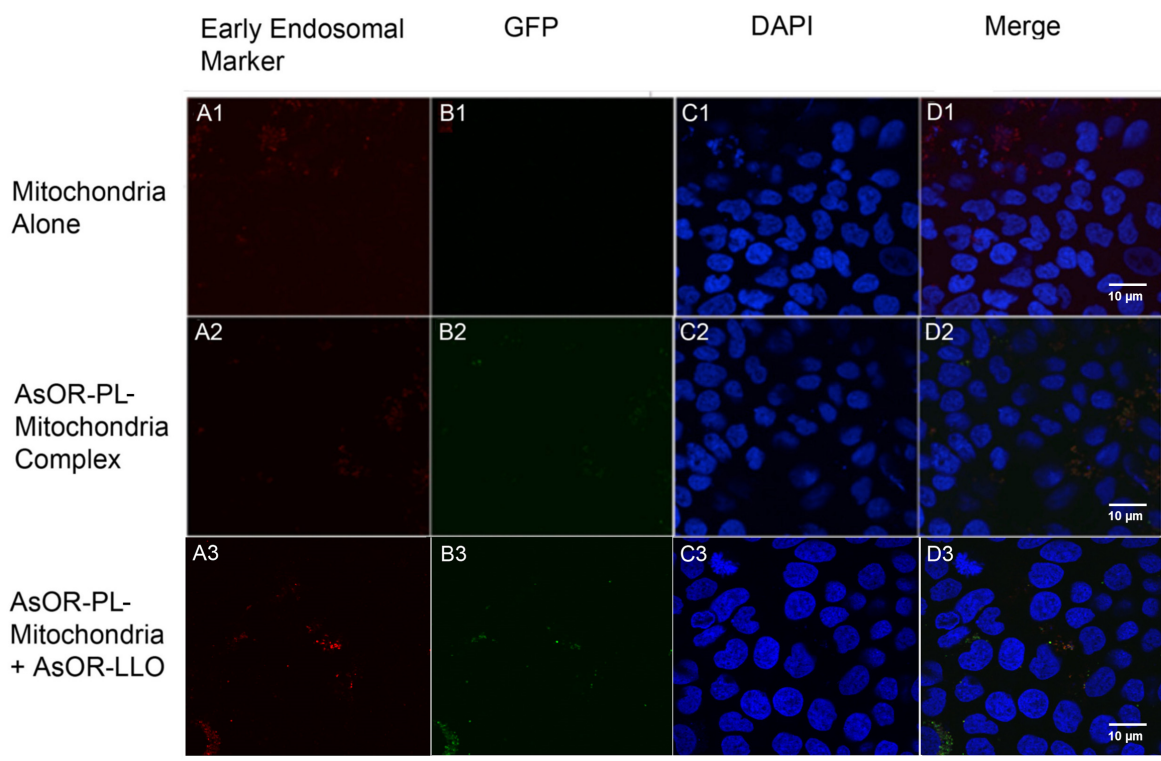 Early Endosomal
Marker
GFP
DAPI
Merge
Mitochondria
Alone
A1
B1
C1
D1
10 µm
AsOR-PL-
Mitochondria
Complex
A2
B2
C2
D2
10 µm
AsOR-PL-
Mitochondria
+ AsOR-LLO
A3
B3
C3
D3
10 µm